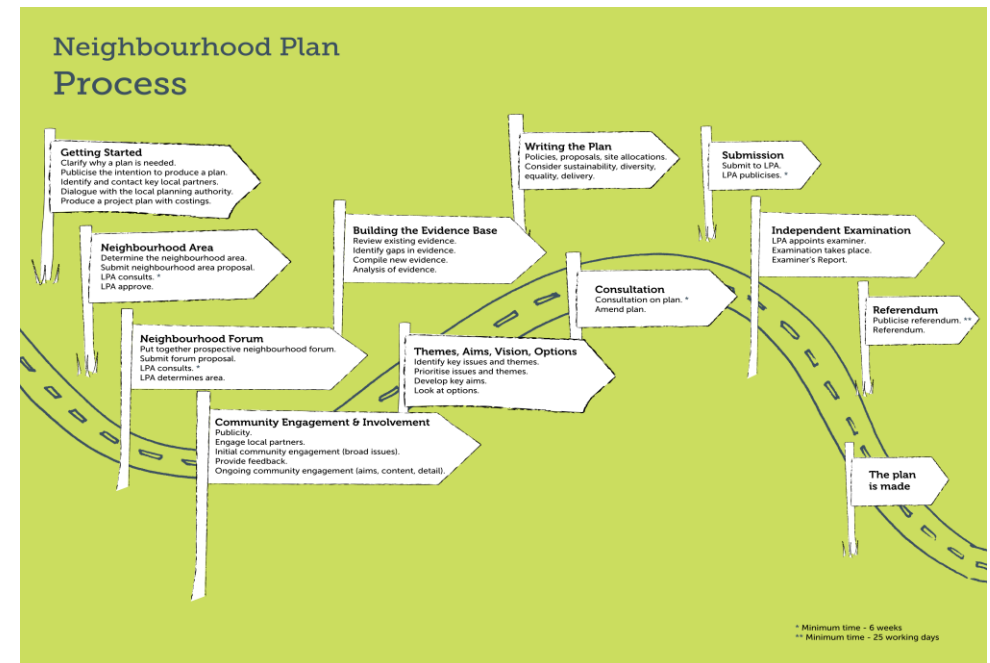 Neighbourhood Plan
Process
Getting Started
Clarify why a plan is needed.
Publicise the intention to produce a plan.
Identify and contact key local partners.
Dialogue with the local planning authority.
Produce a project plan with costings.
Neighbourhood Area
Determine the neighbourhood area.
Submit neighbourhood area proposal.
LPA consults. *
LPA approve.
Neighbourhood Forum
Put together prospective neighbourhood forum.
Submit forum proposal.
LPA consults. *
LPA determines area.
Community Engagement & Involvement
Publicity.
Engage local partners.
Initial community engagement (broad issues).
Provide feedback.
Ongoing community engagement (aims, content, detail).
Building the Evidence Base
Review existing evidence.
Identify gaps in evidence.
Compile new evidence.
Analysis of evidence.
Themes, Aims, Vision, Options
Identify key issues and themes.
Prioritise issues and themes.
Develop key aims.
Look at options.
Writing the Plan
Policies, proposals, site allocations.
Consider sustainability, diversity,
equality, delivery.
Consultation
Consultation on plan. *
Amend plan.
Submission
Submit to LPA.
LPA publicises. *
Independent Examination
LPA appoints examiner.
Examination takes place.
Examiner's Report.
Referendum
Publicise referendum. **
Referendum.
The plan
is made
* Minimum time - 6 weeks
** Minimum time - 25 working days